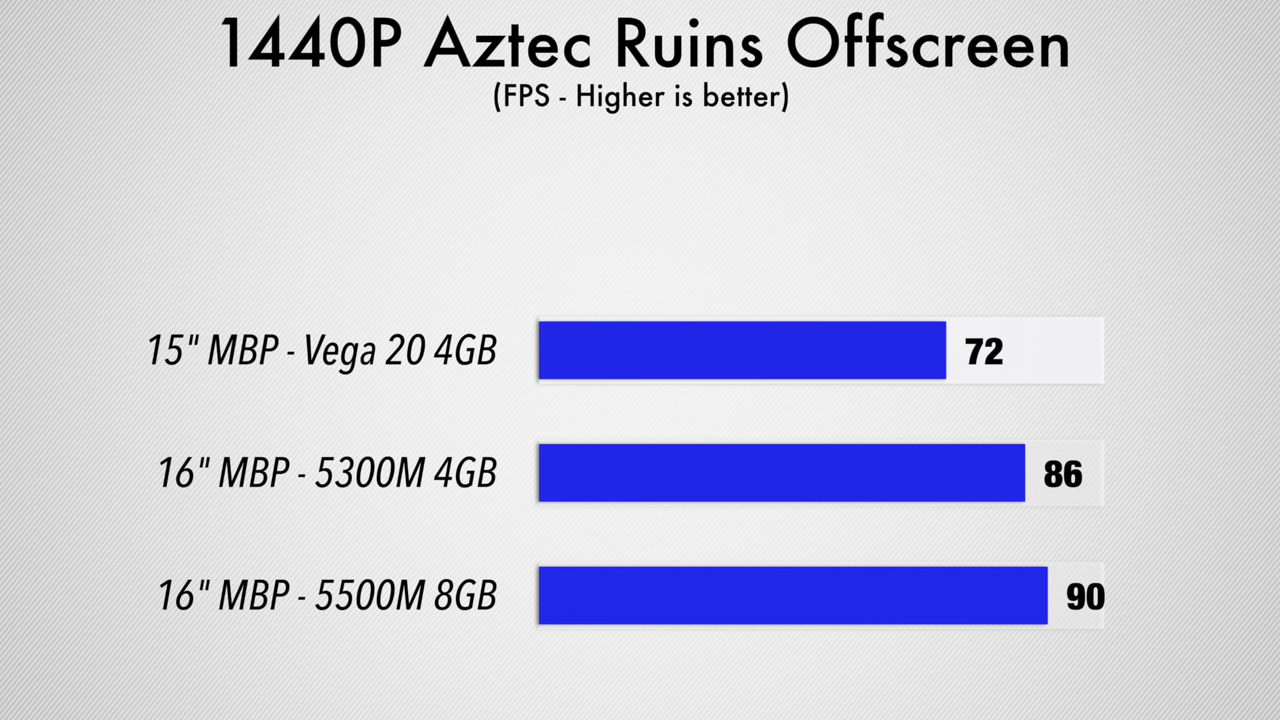 1440P Aztec Ruins Offscreen
(FPS - Higher is better)
15" MBP - Vega 20 4GB 72
16" MBP - 5300M 4GB 86
16" MBP - 5500M 8GB 90